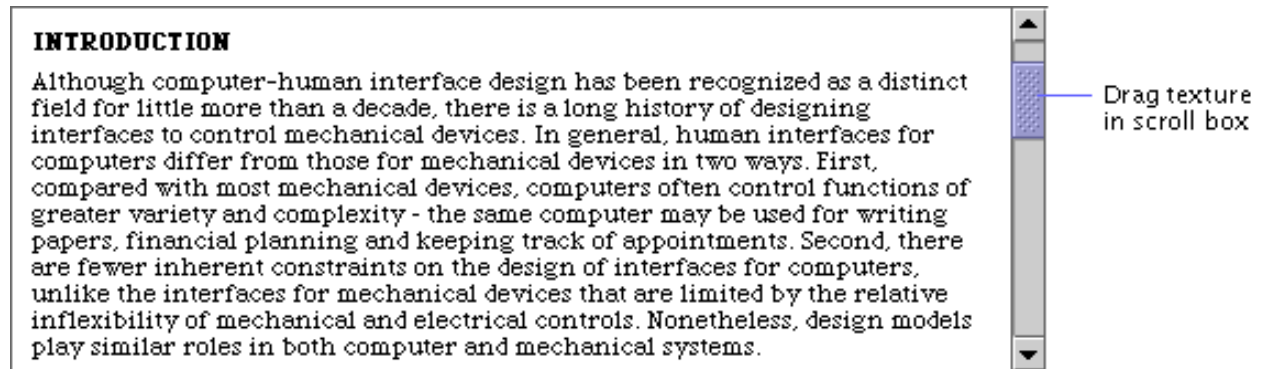 INTRODUCTION
Although computer-human interface design has been recognized as a distinct
field for little more than a decade, there is a long history of designing
interfaces to control mechanical devices. In general, human interfaces for
computers differ from those for mechanical devices in two ways. First,
compared with most mechanical devices, computers often control functions of
greater variety and complexity - the same computer may be used for writing
papers, financial planning and keeping track of appointments. Second, there
are fewer inherent constraints on the design of interfaces for computers,
unlike the interfaces for mechanical devices that are limited by the relative
inflexibility of mechanical and electrical controls. Nonetheless, design models
play similar roles in both computer and mechanical systems.
Drag texture
in scroll box